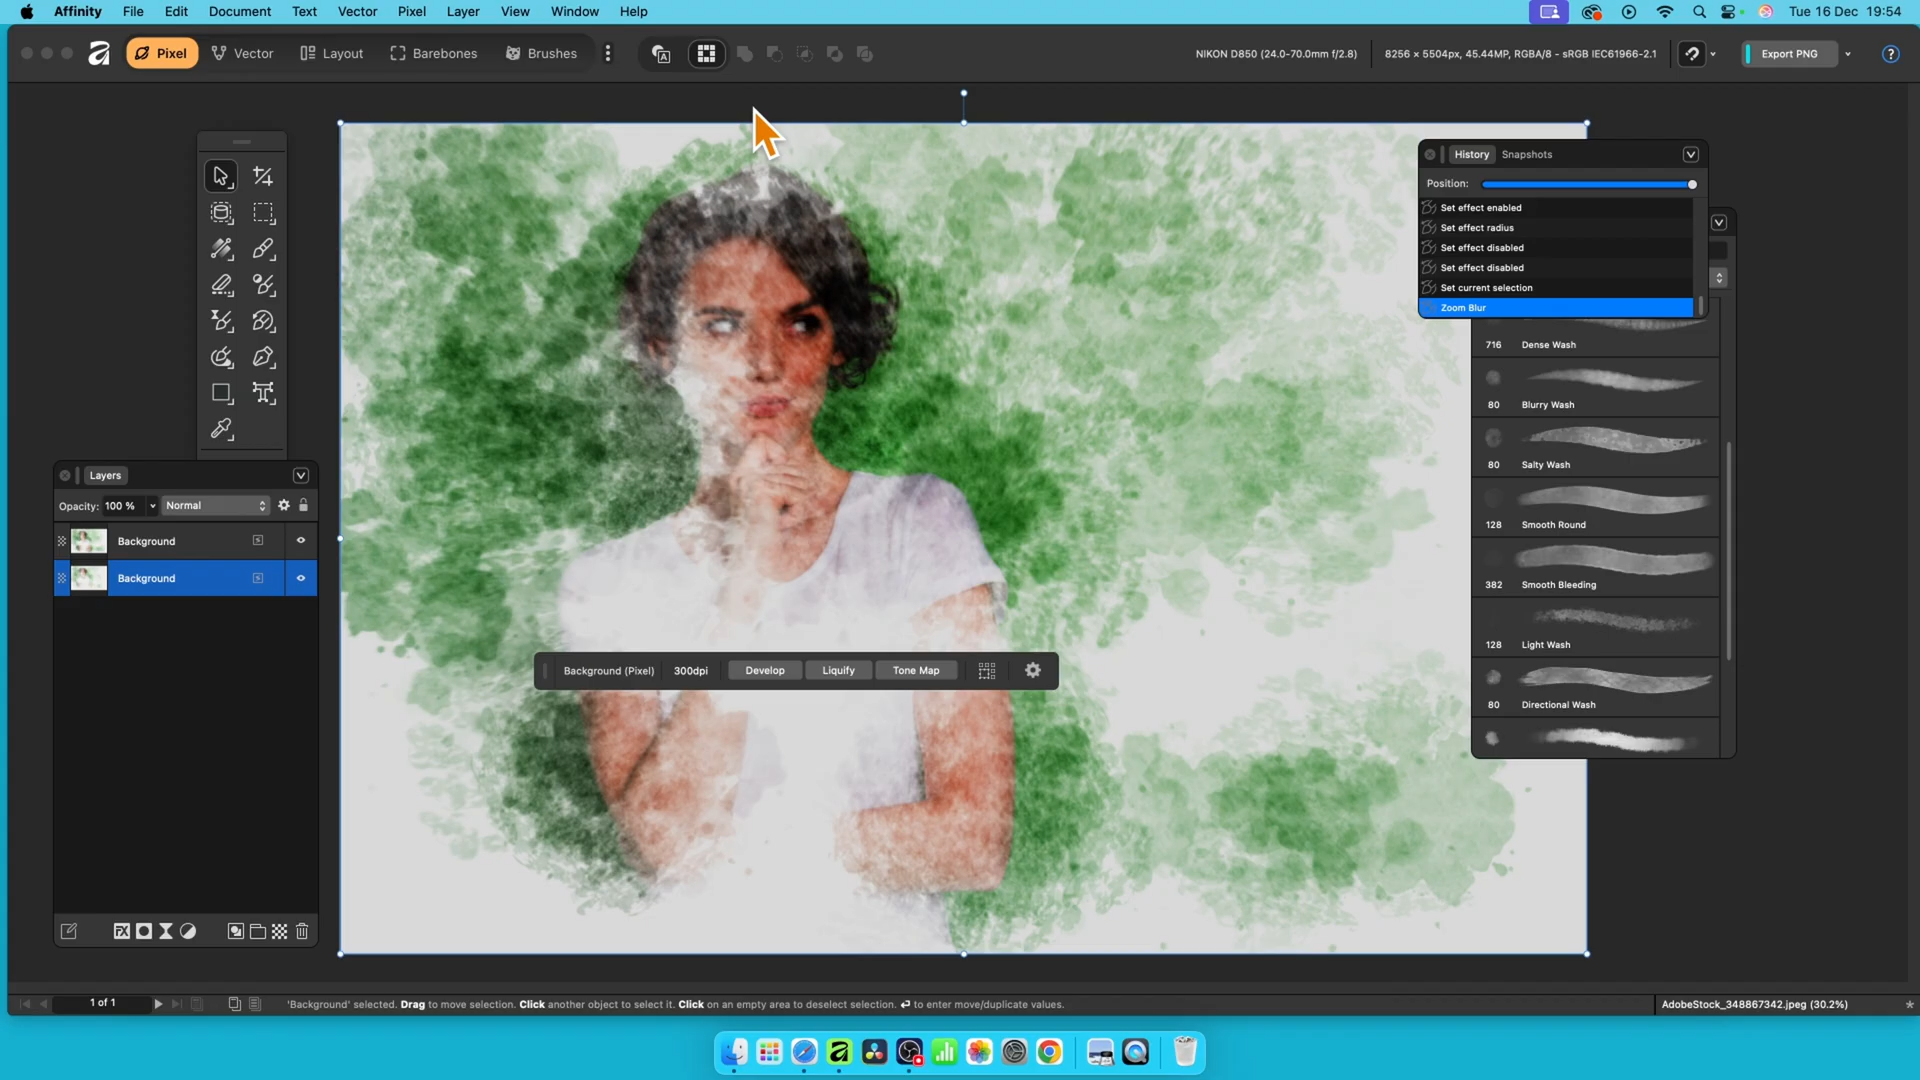 Affinity File Edit Document Text Vector Pixel Layer View Window Help Tue 16 Dec 19:54
Pixel Vector Layout Barebones Brushes NIKON D850 (24.0-70.0mm f/2.8) 8256 × 5504px, 45.44MP, RGBA/8 - sRGB IEC61966-2.1 Export PNG
History Snapshots
Position:
Set effect enabled
Set effect radius
Set effect disabled
Set effect disabled
Set current selection
Zoom Blur
716 Dense Wash
80 Blurry Wash
80 Salty Wash
128 Smooth Round
382 Smooth Bleeding
128 Light Wash
80 Directional Wash
Layers
Opacity: 100 % Normal
Background
Background
Background (Pixel) 300dpi Develop Liquify Tone Map
1 of 1 'Background' selected. Drag to move selection. Click another object to select it. Click on an empty area to deselect selection. ↵ to enter move/duplicate values. AdobeStock_348867342.jpeg (30.2%)